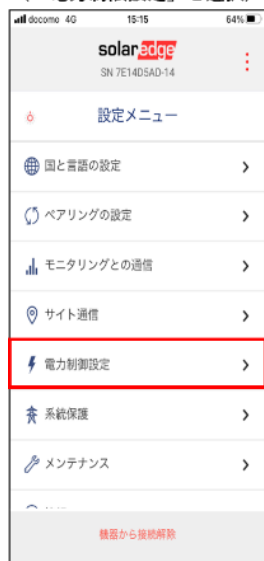 docomo 4G 15:15 64%
solaredge
SN 7E14D5AD-14
設定メニュー
国と言語の設定
ペアリングの設定
モニタリングとの通信
サイト通信
電力制御設定
系統保護
メンテナンス
機器から接続解除